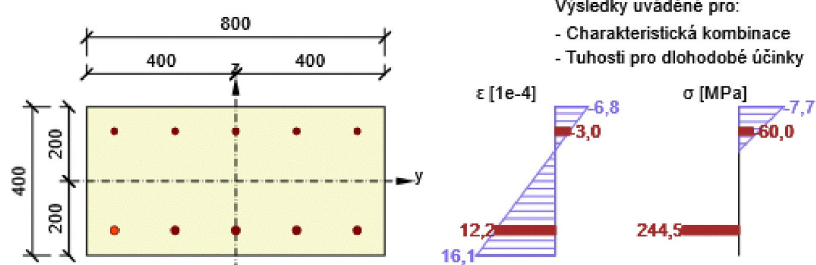 Výsledky uváděné pro:
- Charakteristická kombinace
- Tuhosti pro dlohodobé účinky
800
400 400
z
y
400
200
200
ε [1e-4]
-6,8
-3,0
12,2
16,1
σ [MPa]
-7,7
-60,0
244,5